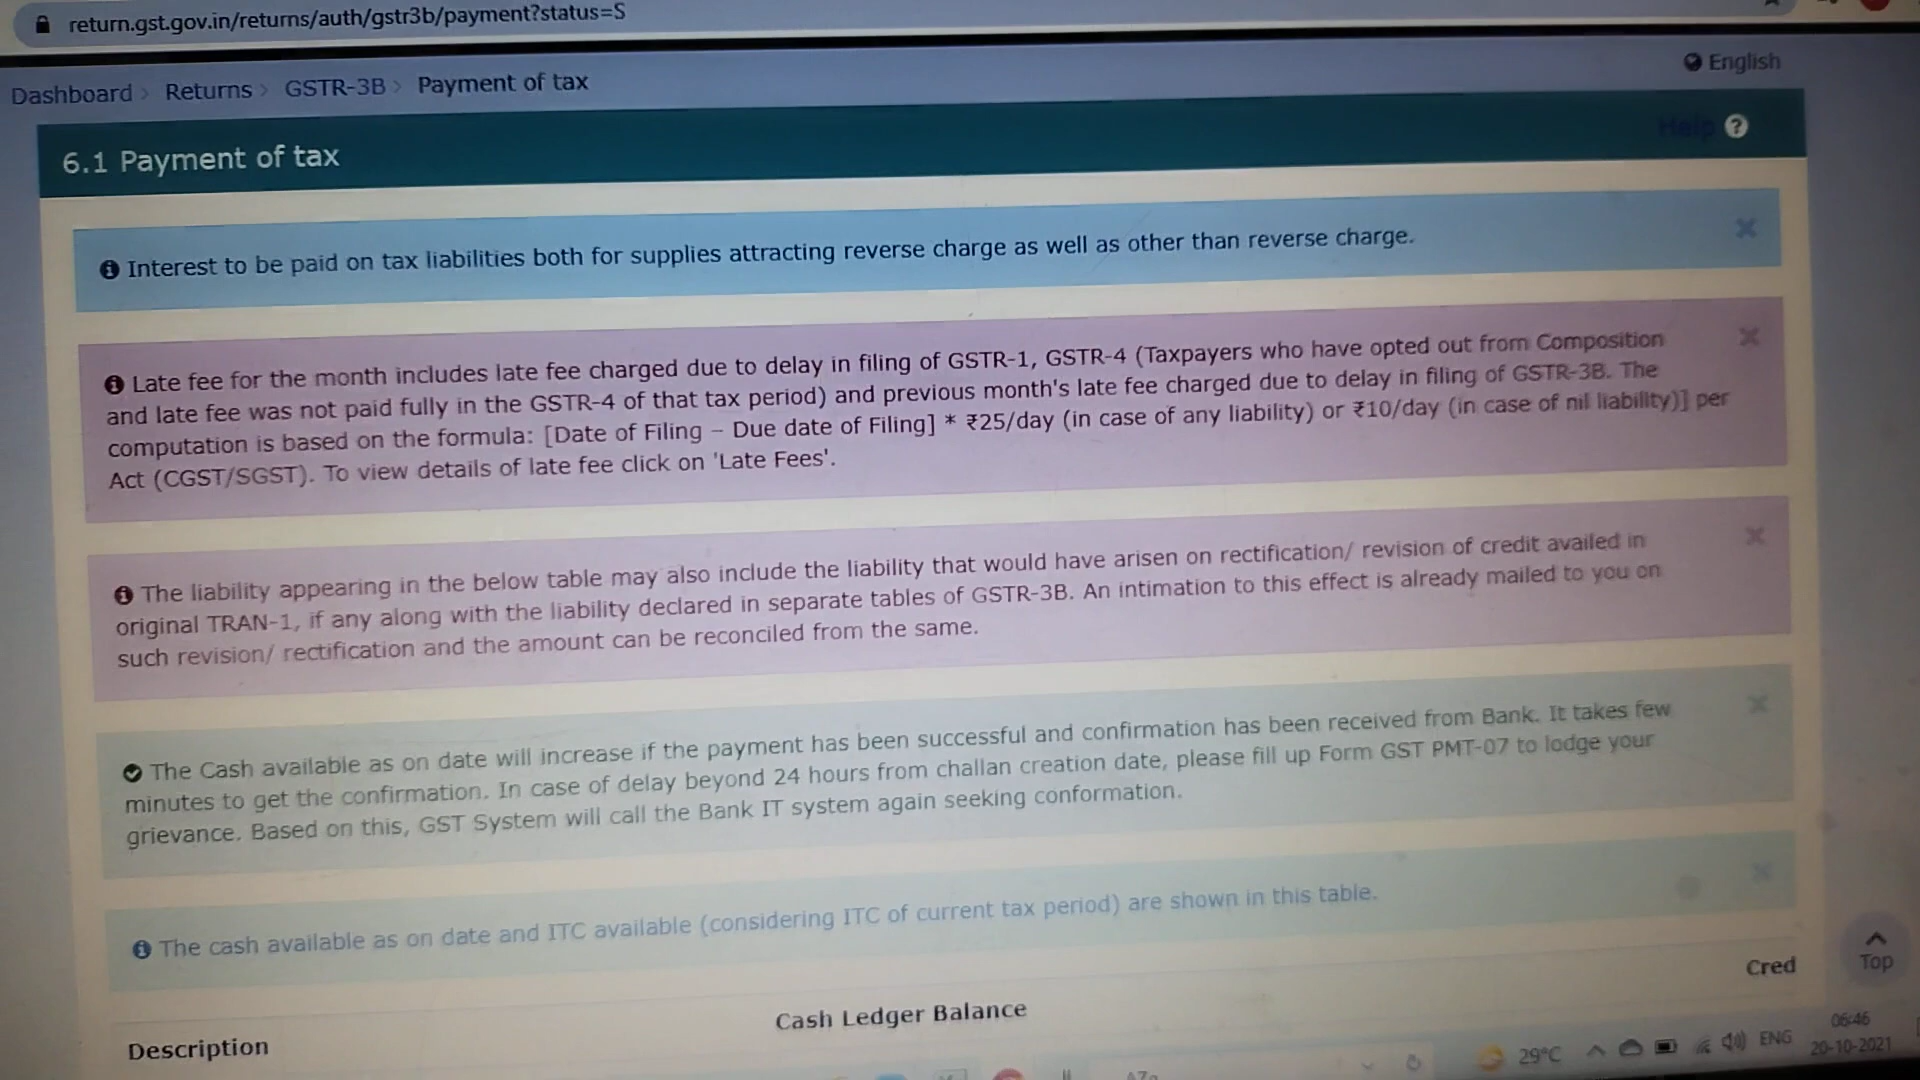 return.gst.gov.in/returns/auth/gstr3b/payment?status=S
Dashboard > Returns > GSTR-3B > Payment of tax
English
6.1 Payment of tax
Help ?
Interest to be paid on tax liabilities both for supplies attracting reverse charge as well as other than reverse charge.
Late fee for the month includes late fee charged due to delay in filing of GSTR-1, GSTR-4 (Taxpayers who have opted out from Composition
and late fee was not paid fully in the GSTR-4 of that tax period) and previous month's late fee charged due to delay in filing of GSTR-3B. The
computation is based on the formula: [Date of Filing – Due date of Filing] * ₹25/day (in case of any liability) or ₹10/day (in case of nil liability)] per
Act (CGST/SGST). To view details of late fee click on 'Late Fees'.
The liability appearing in the below table may also include the liability that would have arisen on rectification/ revision of credit availed in
original TRAN-1, if any along with the liability declared in separate tables of GSTR-3B. An intimation to this effect is already mailed to you on
such revision/ rectification and the amount can be reconciled from the same.
The Cash available as on date will increase if the payment has been successful and confirmation has been received from Bank. It takes few
minutes to get the confirmation. In case of delay beyond 24 hours from challan creation date, please fill up Form GST PMT-07 to lodge your
grievance. Based on this, GST System will call the Bank IT system again seeking conformation.
The cash available as on date and ITC available (considering ITC of current tax period) are shown in this table.
Top
Description
Cash Ledger Balance
Cred
29°C
ENG
06:46
20-10-2021